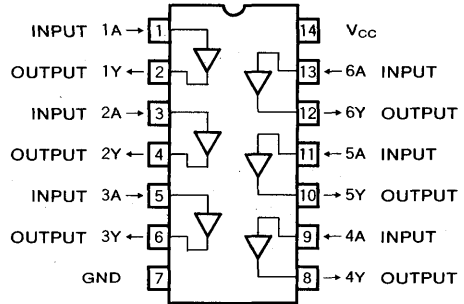 INPUT 1A → 1 14 VCC
OUTPUT 1Y ← 2 13 ← 6A INPUT
INPUT 2A → 3 12 → 6Y OUTPUT
OUTPUT 2Y ← 4 11 ← 5A INPUT
INPUT 3A → 5 10 → 5Y OUTPUT
OUTPUT 3Y ← 6 9 ← 4A INPUT
GND 7 8 → 4Y OUTPUT